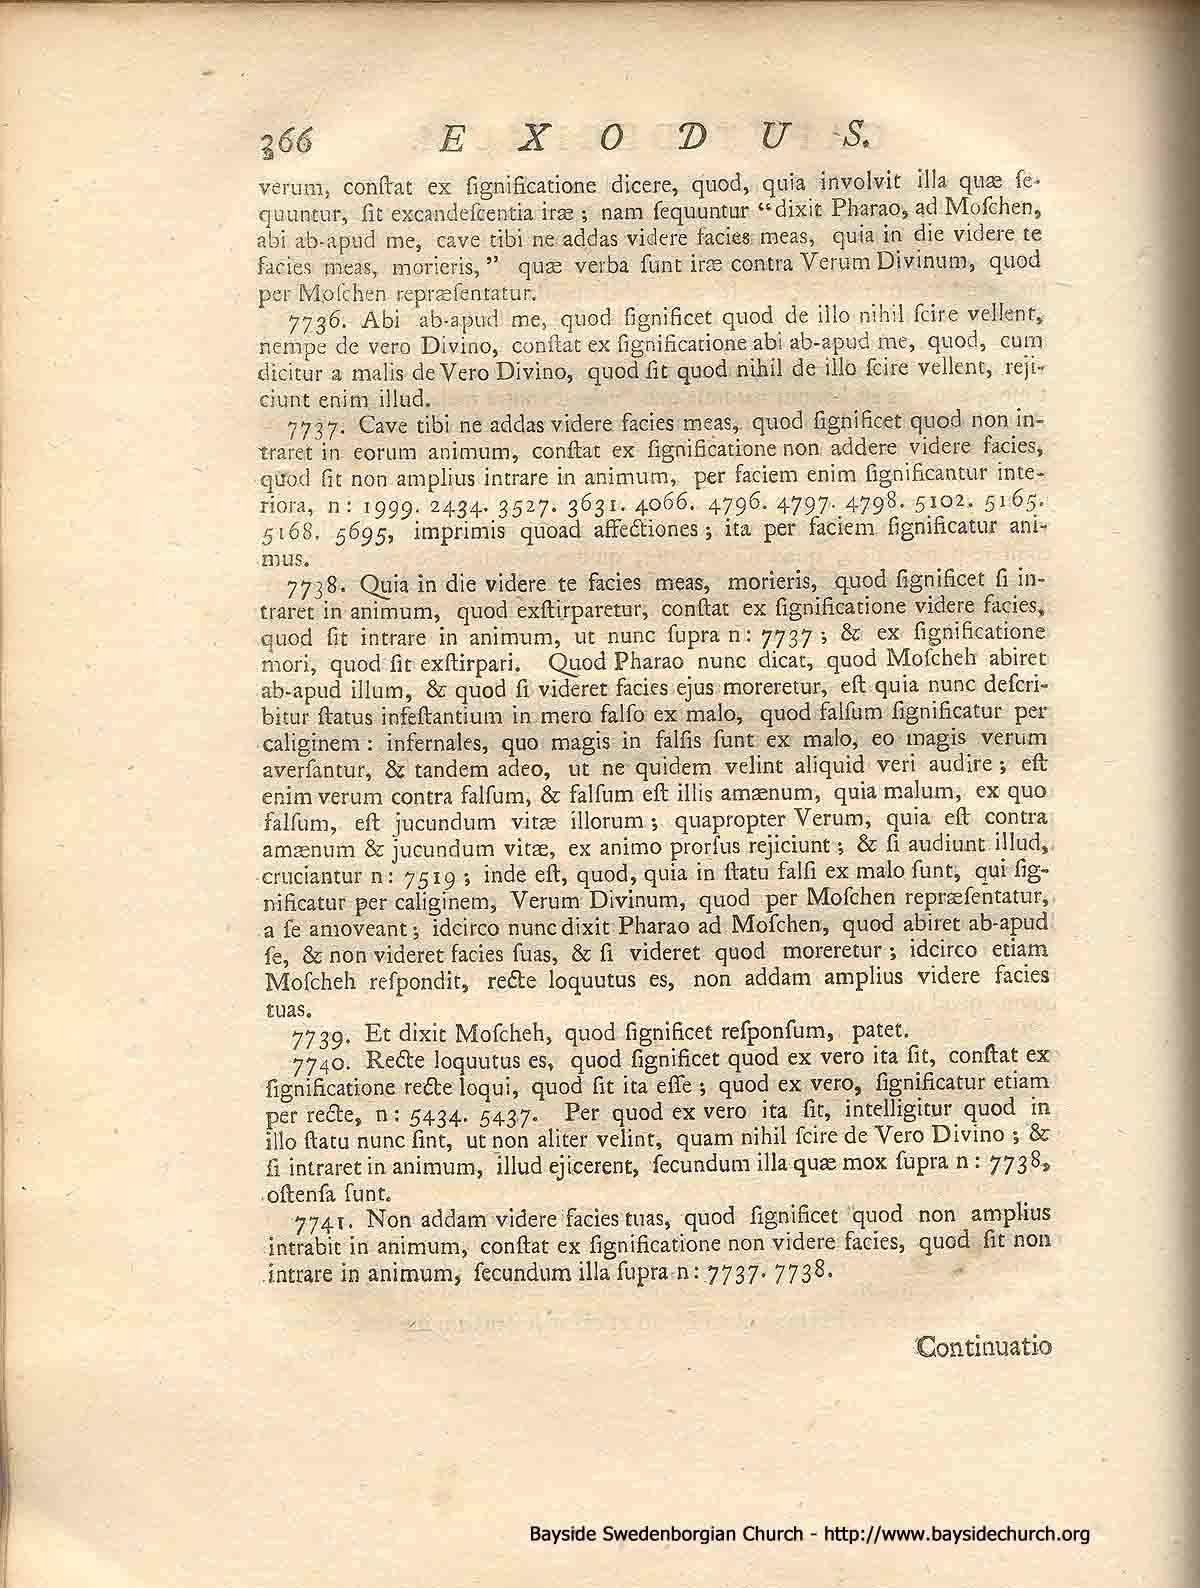 366 E X O D U S.
verum, conſtat ex ſignificatione dicere, quod, quia involvit illa quæ ſe-
quuntur, ſit excandeſcentia iræ ; nam ſequuntur “dixit Pharao, ad Moſchen,
abi ab-apud me, cave tibi ne addas videre facies meas, quia in die videre te
facies meas, morieris, ” quæ verba ſunt iræ contra Verum Divinum, quod
per Moſchen repræſentatur.
7736. Abi ab-apud me, quod ſignificet quod de illo nihil ſcire vellent,
nempe de vero Divino, conſtat ex ſignificatione abi ab-apud me, quod, cum
dicitur a malis de Vero Divino, quod ſit quod nihil de illo ſcire vellent, reji-
ciunt enim illud.
7737. Cave tibi ne addas videre facies meas, quod ſignificet quod non in-
traret in eorum animum, conſtat ex ſignificatione non addere videre facies,
quod ſit non amplius intrare in animum, per faciem enim ſignificantur inte-
riora, n : 1999. 2434. 3527. 3631. 4066. 4796. 4797. 4798. 5102. 5165.
5168. 5695, imprimis quoad affectiones ; ita per faciem ſignificatur ani-
mus.
7738. Quia in die videre te facies meas, morieris, quod ſignificet ſi in-
traret in animum, quod exſtirparetur, conſtat ex ſignificatione videre facies,
quod ſit intrare in animum, ut nunc ſupra n : 7737 ; & ex ſignificatione
mori, quod ſit exſtirpari. Quod Pharao nunc dicat, quod Moſcheh abiret
ab-apud illum, & quod ſi videret facies ejus moreretur, eſt quia nunc deſcri-
bitur ſtatus infeſtantium in mero falſo ex malo, quod falſum ſignificatur per
caliginem : infernales, quo magis in falſis ſunt ex malo, eo magis verum
averſantur, & tandem adeo, ut ne quidem velint aliquid veri audire ; eſt
enim verum contra falſum, & falſum eſt illis amænum, quia malum, ex quo
falſum, eſt jucundum vitæ illorum ; quapropter Verum, quia eſt contra
amænum & jucundum vitæ, ex animo prorſus rejiciunt ; & ſi audiunt illud,
cruciantur n : 7519 ; inde eſt, quod, quia in ſtatu falſi ex malo ſunt, qui ſig-
nificatur per caliginem, Verum Divinum, quod per Moſchen repræſentatur,
a ſe amoveant ; idcirco nunc dixit Pharao ad Moſchen, quod abiret ab-apud
ſe, & non videret facies ſuas, & ſi videret quod moreretur ; idcirco etiam
Moſcheh reſpondit, recte loquutus es, non addam amplius videre facies
tuas.
7739. Et dixit Moſcheh, quod ſignificet reſponſum, patet.
7740. Recte loquutus es, quod ſignificet quod ex vero ita ſit, conſtat ex
ſignificatione recte loqui, quod ſit ita eſſe ; quod ex vero, ſignificatur etiam
per recte, n : 5434. 5437. Per quod ex vero ita ſit, intelligitur quod in
illo ſtatu nunc ſint, ut non aliter velint, quam nihil ſcire de Vero Divino ; &
ſi intraret in animum, illud ejicerent, ſecundum illa quæ mox ſupra n : 7738,
oſtenſa ſunt.
7741. Non addam videre facies tuas, quod ſignificet quod non amplius
intrabit in animum, conſtat ex ſignificatione non videre facies, quod ſit non
intrare in animum, ſecundum illa ſupra n : 7737. 7738.
Continuatio
Bayside Swedenborgian Church - http://www.baysidechurch.org